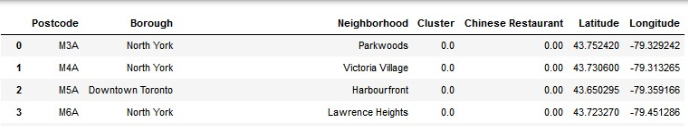 Postcode Borough Neighborhood Cluster Chinese Restaurant Latitude Longitude
0 M3A North York Parkwoods 0.0 0.00 43.752420 -79.329242
1 M4A North York Victoria Village 0.0 0.00 43.730600 -79.313265
2 M5A Downtown Toronto Harbourfront 0.0 0.00 43.650295 -79.359166
3 M6A North York Lawrence Heights 0.0 0.00 43.723270 -79.451286